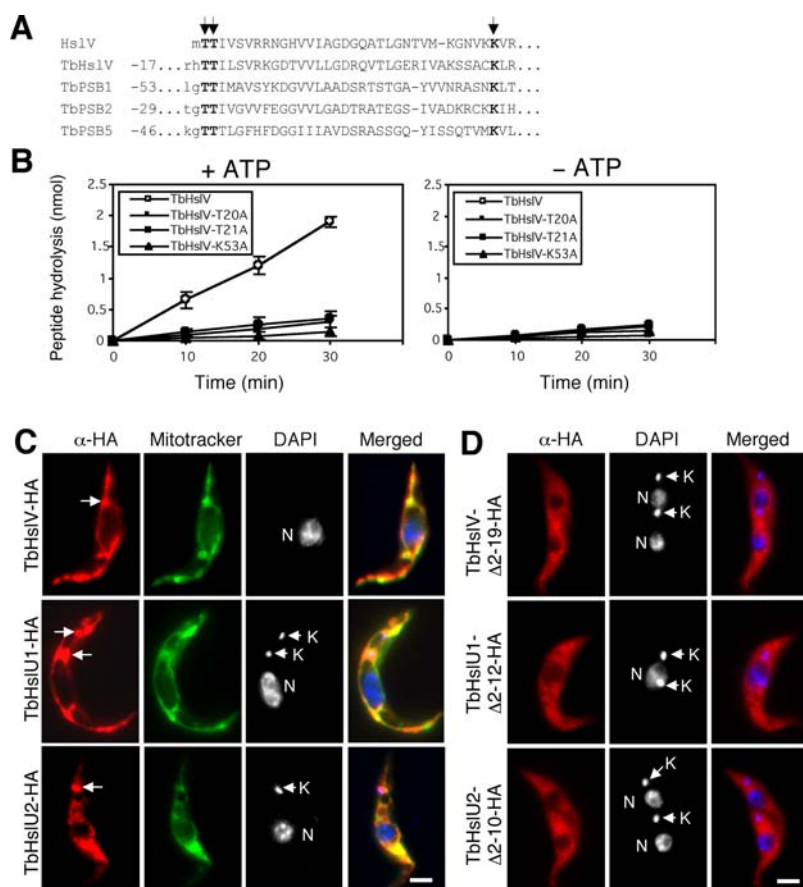 A
HslV mTTIVSVRRNGHVVIAGDGQATLGNTVM-KGNVKKVR...
TbHslV -17...rhTTILSVRKGDTVVLLGDRQVTLGERIVAKSSACKLR...
TbPSB1 -53...lgTTIMAVSYKDGVVLAADSRTSTGA-YVVNRASNKLT...
TbPSB2 -29...tgTTIVGVVFEGGVVLGADTRATEGS-IVADKRCKKIH...
TbPSB5 -46...kgTTTLGFHFDGGIIIAVDSRASSGQ-YISSQTVMKVL...
B
+ ATP
– ATP
Peptide hydrolysis (nmol)
2.5
2
1.5
1
0.5
0
TbHslV
TbHslV-T20A
TbHslV-T21A
TbHslV-K53A
0 10 20 30
Time (min)
2.5
2
1.5
1
0.5
0
TbHslV
TbHslV-T20A
TbHslV-T21A
TbHslV-K53A
0 10 20 30
Time (min)
C
α-HA Mitotracker DAPI Merged
TbHslV-HA
N
TbHslU1-HA
K
K
N
TbHslU2-HA
K
N
D
α-HA DAPI Merged
TbHslV-
Δ2-19-HA
K
N
K
N
TbHslU1-
Δ2-12-HA
K
N
K
TbHslU2-
Δ2-10-HA
K
N
K
N